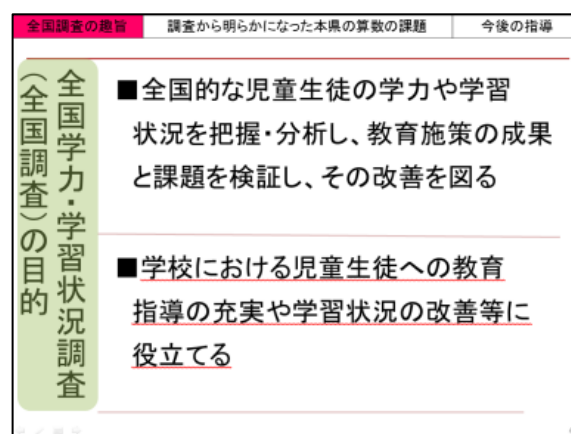 全国調査の趣旨
調査から明らかになった本県の算数の課題
今後の指導
全国学力・学習状況調査
(全国調査)の目的
■全国的な児童生徒の学力や学習
状況を把握・分析し、教育施策の成果
と課題を検証し、その改善を図る
■学校における児童生徒への教育
指導の充実や学習状況の改善等に
役立てる